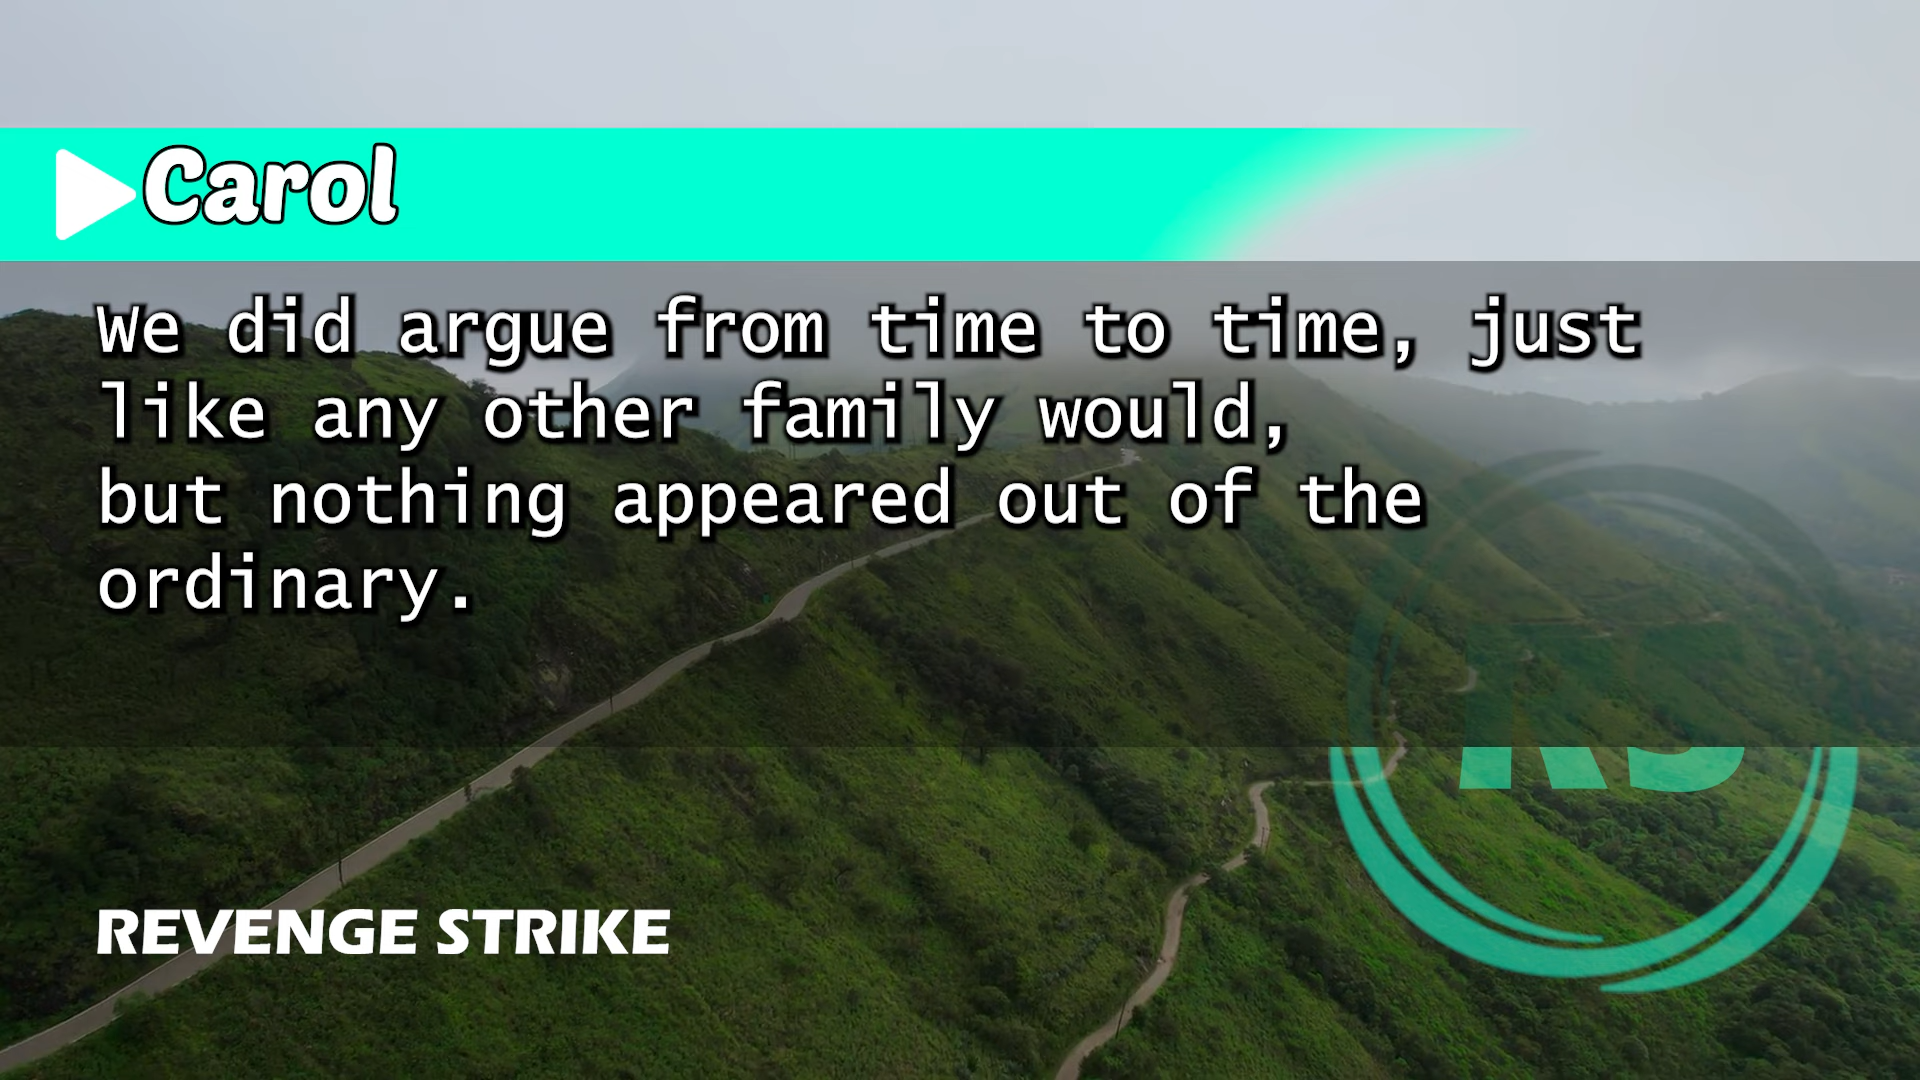 Carol
We did argue from time to time, just
like any other family would,
but nothing appeared out of the
ordinary.
RS
REVENGE STRIKE